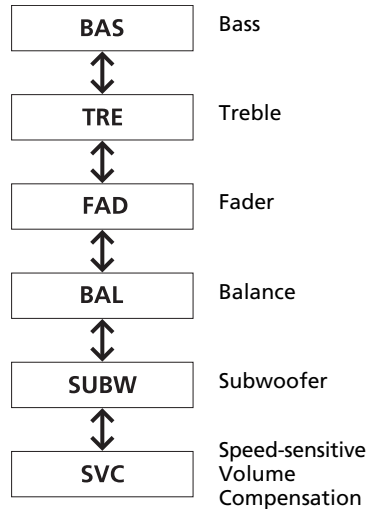 BAS Bass
TRE Treble
FAD Fader
BAL Balance
SUBW Subwoofer
Speed-sensitive
SVC Volume
Compensation